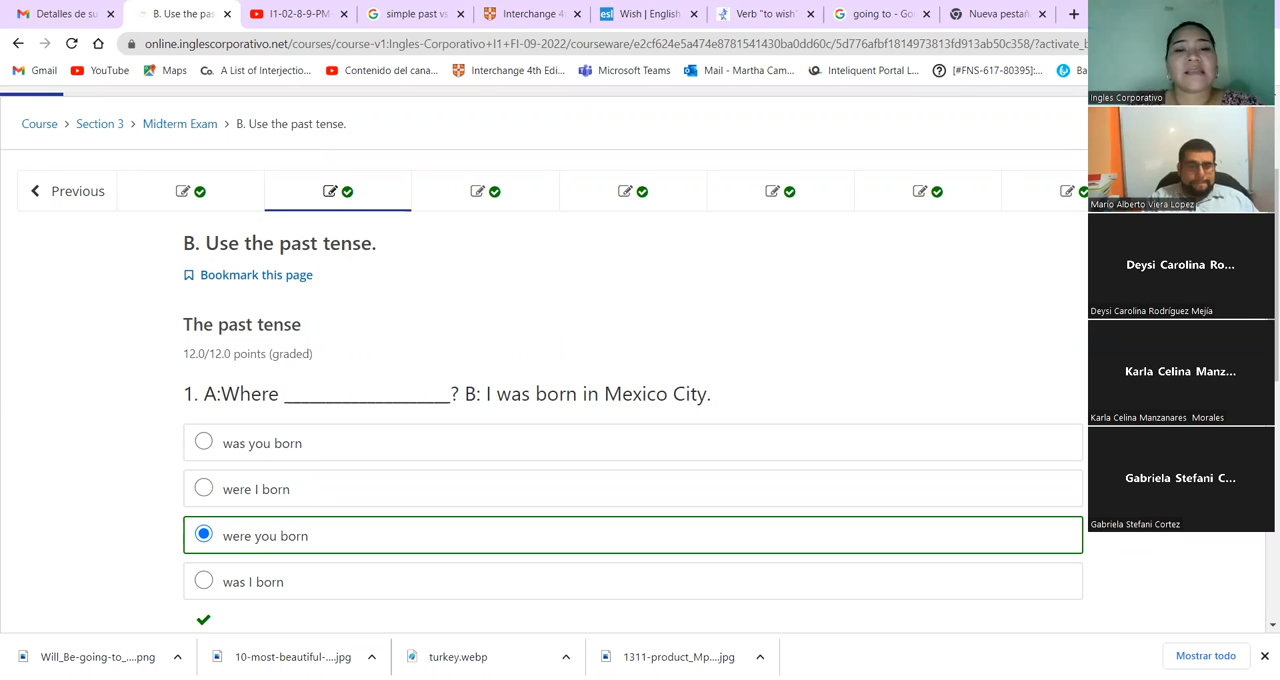 Detalles de su
B. Use the pas
I1-02-8-9-PM-
simple past vs
Interchange 4t
Wish | English
Verb "to wish"
going to - Goo
Nueva pestañ
online.inglescorporativo.net/courses/course-v1:Ingles-Corporativo+I1+FI-09-2022/courseware/e2cf624e5a474e8781541430ba0dd60c/5d776afbf1814973813fd913ab50c358/?activate_b
Gmail
YouTube
Maps
Co. A List of Interjectio...
Contenido del cana...
Interchange 4th Edi...
Microsoft Teams
Mail - Martha Cam...
Inteliquent Portal L...
[#FNS-617-80395]:...
Ba
Course > Section 3 > Midterm Exam > B. Use the past tense.
Previous
B. Use the past tense.
Bookmark this page
The past tense
12.0/12.0 points (graded)
1. A:Where ____________________? B: I was born in Mexico City.
was you born
were I born
were you born
was I born
Will_Be-going-to_....png
10-most-beautiful-....jpg
turkey.webp
1311-product_Mp....jpg
Mostrar todo
Ingles Corporativo
Mario Alberto Viera Lopez
Deysi Carolina Ro...
Deysi Carolina Rodríguez Mejía
Karla Celina Manz...
Karla Celina Manzanares Morales
Gabriela Stefani C...
Gabriela Stefani Cortez